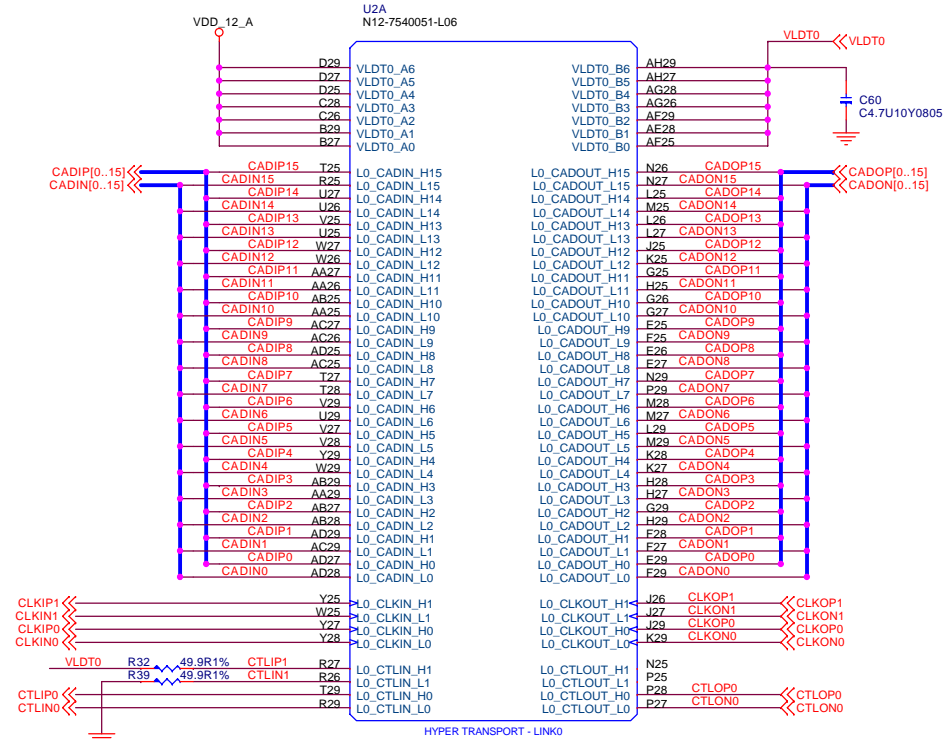 U2A
VDD_12_A N12-7540051-L06
VLDT0 VLDT0
D29 VLDT0_A6 VLDT0_B6 AH29
D27 VLDT0_A5 VLDT0_B5 AH27
D25 VLDT0_A4 VLDT0_B4 AG28
C28 VLDT0_A3 VLDT0_B3 AG26
C26 VLDT0_A2 VLDT0_B2 AF29
B29 VLDT0_A1 VLDT0_B1 AE28
B27 VLDT0_A0 VLDT0_B0 AF25
C60
C4.7U10Y0805
CADIP[0..15] CADIP15 T25 L0_CADIN_H15 L0_CADOUT_H15 N26 CADOP15 CADOP[0..15]
CADIN[0..15] CADIN15 R25 L0_CADIN_L15 L0_CADOUT_L15 N27 CADON15 CADON[0..15]
CADIP14 U27 L0_CADIN_H14 L0_CADOUT_H14 L25 CADOP14
CADIN14 U26 L0_CADIN_L14 L0_CADOUT_L14 M25 CADON14
CADIP13 V25 L0_CADIN_H13 L0_CADOUT_H13 L26 CADOP13
CADIN13 U25 L0_CADIN_L13 L0_CADOUT_L13 L27 CADON13
CADIP12 W27 L0_CADIN_H12 L0_CADOUT_H12 J25 CADOP12
CADIN12 W26 L0_CADIN_L12 L0_CADOUT_L12 K25 CADON12
CADIP11 AA27 L0_CADIN_H11 L0_CADOUT_H11 G25 CADOP11
CADIN11 AA26 L0_CADIN_L11 L0_CADOUT_L11 H25 CADON11
CADIP10 AB25 L0_CADIN_H10 L0_CADOUT_H10 G26 CADOP10
CADIN10 AA25 L0_CADIN_L10 L0_CADOUT_L10 G27 CADON10
CADIP9 AC27 L0_CADIN_H9 L0_CADOUT_H9 E25 CADOP9
CADIN9 AC26 L0_CADIN_L9 L0_CADOUT_L9 F25 CADON9
CADIP8 AD25 L0_CADIN_H8 L0_CADOUT_H8 E26 CADOP8
CADIN8 AC25 L0_CADIN_L8 L0_CADOUT_L8 E27 CADON8
CADIP7 T27 L0_CADIN_H7 L0_CADOUT_H7 N29 CADOP7
CADIN7 T28 L0_CADIN_L7 L0_CADOUT_L7 P29 CADON7
CADIP6 V29 L0_CADIN_H6 L0_CADOUT_H6 M28 CADOP6
CADIN6 U29 L0_CADIN_L6 L0_CADOUT_L6 M27 CADON6
CADIP5 V27 L0_CADIN_H5 L0_CADOUT_H5 L29 CADOP5
CADIN5 V28 L0_CADIN_L5 L0_CADOUT_L5 M29 CADON5
CADIP4 Y29 L0_CADIN_H4 L0_CADOUT_H4 K28 CADOP4
CADIN4 W29 L0_CADIN_L4 L0_CADOUT_L4 K27 CADON4
CADIP3 AB29 L0_CADIN_H3 L0_CADOUT_H3 H28 CADOP3
CADIN3 AA29 L0_CADIN_L3 L0_CADOUT_L3 H27 CADON3
CADIP2 AB27 L0_CADIN_H2 L0_CADOUT_H2 G29 CADOP2
CADIN2 AB28 L0_CADIN_L2 L0_CADOUT_L2 H29 CADON2
CADIP1 AD29 L0_CADIN_H1 L0_CADOUT_H1 F28 CADOP1
CADIN1 AC29 L0_CADIN_L1 L0_CADOUT_L1 F27 CADON1
CADIP0 AD27 L0_CADIN_H0 L0_CADOUT_H0 E29 CADOP0
CADIN0 AD28 L0_CADIN_L0 L0_CADOUT_L0 F29 CADON0
CLKIP1 Y25 L0_CLKIN_H1 L0_CLKOUT_H1 J26 CLKOP1 CLKOP1
CLKIN1 W25 L0_CLKIN_L1 L0_CLKOUT_L1 J27 CLKON1 CLKON1
CLKIP0 Y27 L0_CLKIN_H0 L0_CLKOUT_H0 J29 CLKOP0 CLKOP0
CLKIN0 Y28 L0_CLKIN_L0 L0_CLKOUT_L0 K29 CLKON0 CLKON0
VLDT0 R32 49.9R1% CTLIP1 R27 L0_CTLIN_H1 L0_CTLOUT_H1 N25
R39 49.9R1% CTLIN1 R26 L0_CTLIN_L1 L0_CTLOUT_L1 P25
CTLIP0 T29 L0_CTLIN_H0 L0_CTLOUT_H0 P28 CTLOP0 CTLOP0
CTLIN0 R29 L0_CTLIN_L0 L0_CTLOUT_L0 P27 CTLON0 CTLON0
HYPER TRANSPORT - LINK0